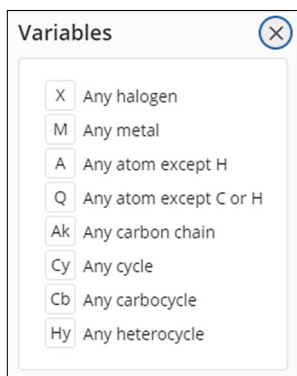 Variables
X Any halogen
M Any metal
A Any atom except H
Q Any atom except C or H
Ak Any carbon chain
Cy Any cycle
Cb Any carbocycle
Hy Any heterocycle